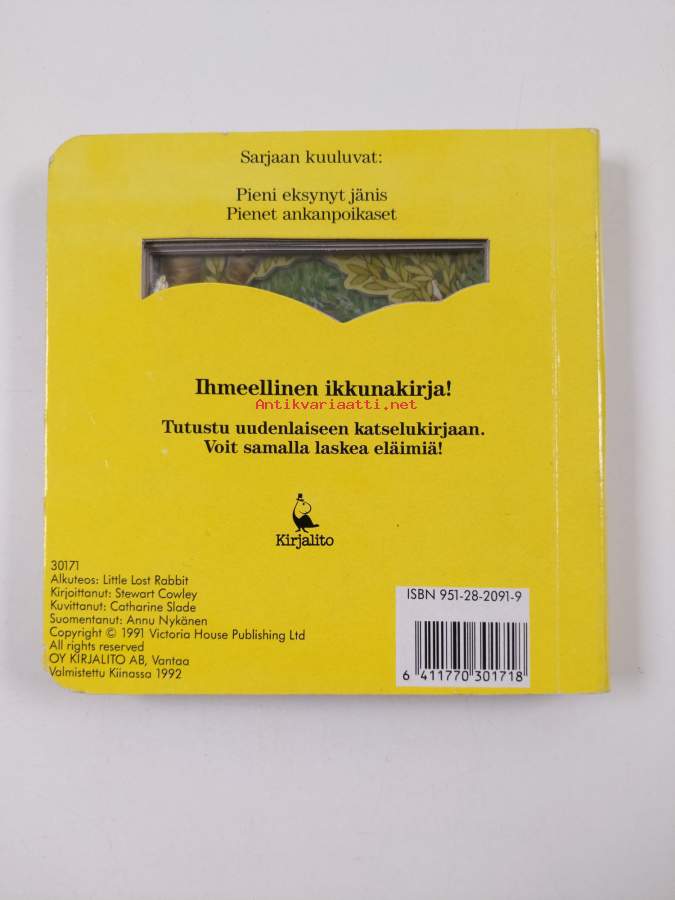 Sarjaan kuuluvat:
Pieni eksynyt jänis
Pienet ankanpoikaset
Ihmeellinen ikkunakirja!
Antikvariaatti.net
Tutustu uudenlaiseen katselukirjaan.
Voit samalla laskea eläimiä!
Kirjalito
30171
Alkuteos: Little Lost Rabbit
Kirjoittanut: Stewart Cowley
Kuvittanut: Catharine Slade
Suomentanut: Annu Nykänen
Copyright © 1991 Victoria House Publishing Ltd
All rights reserved
OY KIRJALITO AB, Vantaa
Valmistettu Kiinassa 1992
ISBN 951-28-2091-9
6 411770 301718